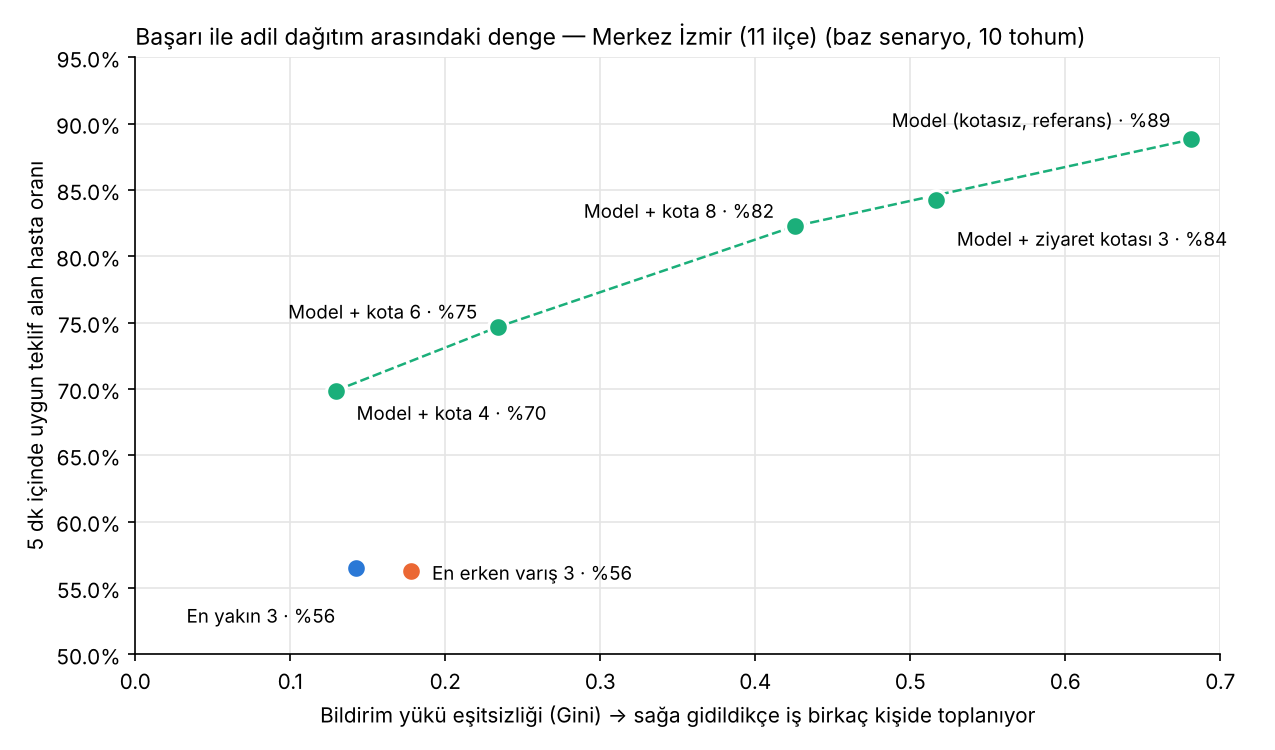 Başarı ile adil dağıtım arasındaki denge — Merkez İzmir (11 ilçe) (baz senaryo, 10 tohum)
5 dk içinde uygun teklif alan hasta oranı
95.0%
90.0%
85.0%
80.0%
75.0%
70.0%
65.0%
60.0%
55.0%
50.0%
Model (kotasız, referans) · %89
Model + kota 8 · %82
Model + ziyaret kotası 3 · %84
Model + kota 6 · %75
Model + kota 4 · %70
En erken varış 3 · %56
En yakın 3 · %56
0.0 0.1 0.2 0.3 0.4 0.5 0.6 0.7
Bildirim yükü eşitsizliği (Gini) → sağa gidildikçe iş birkaç kişide toplanıyor